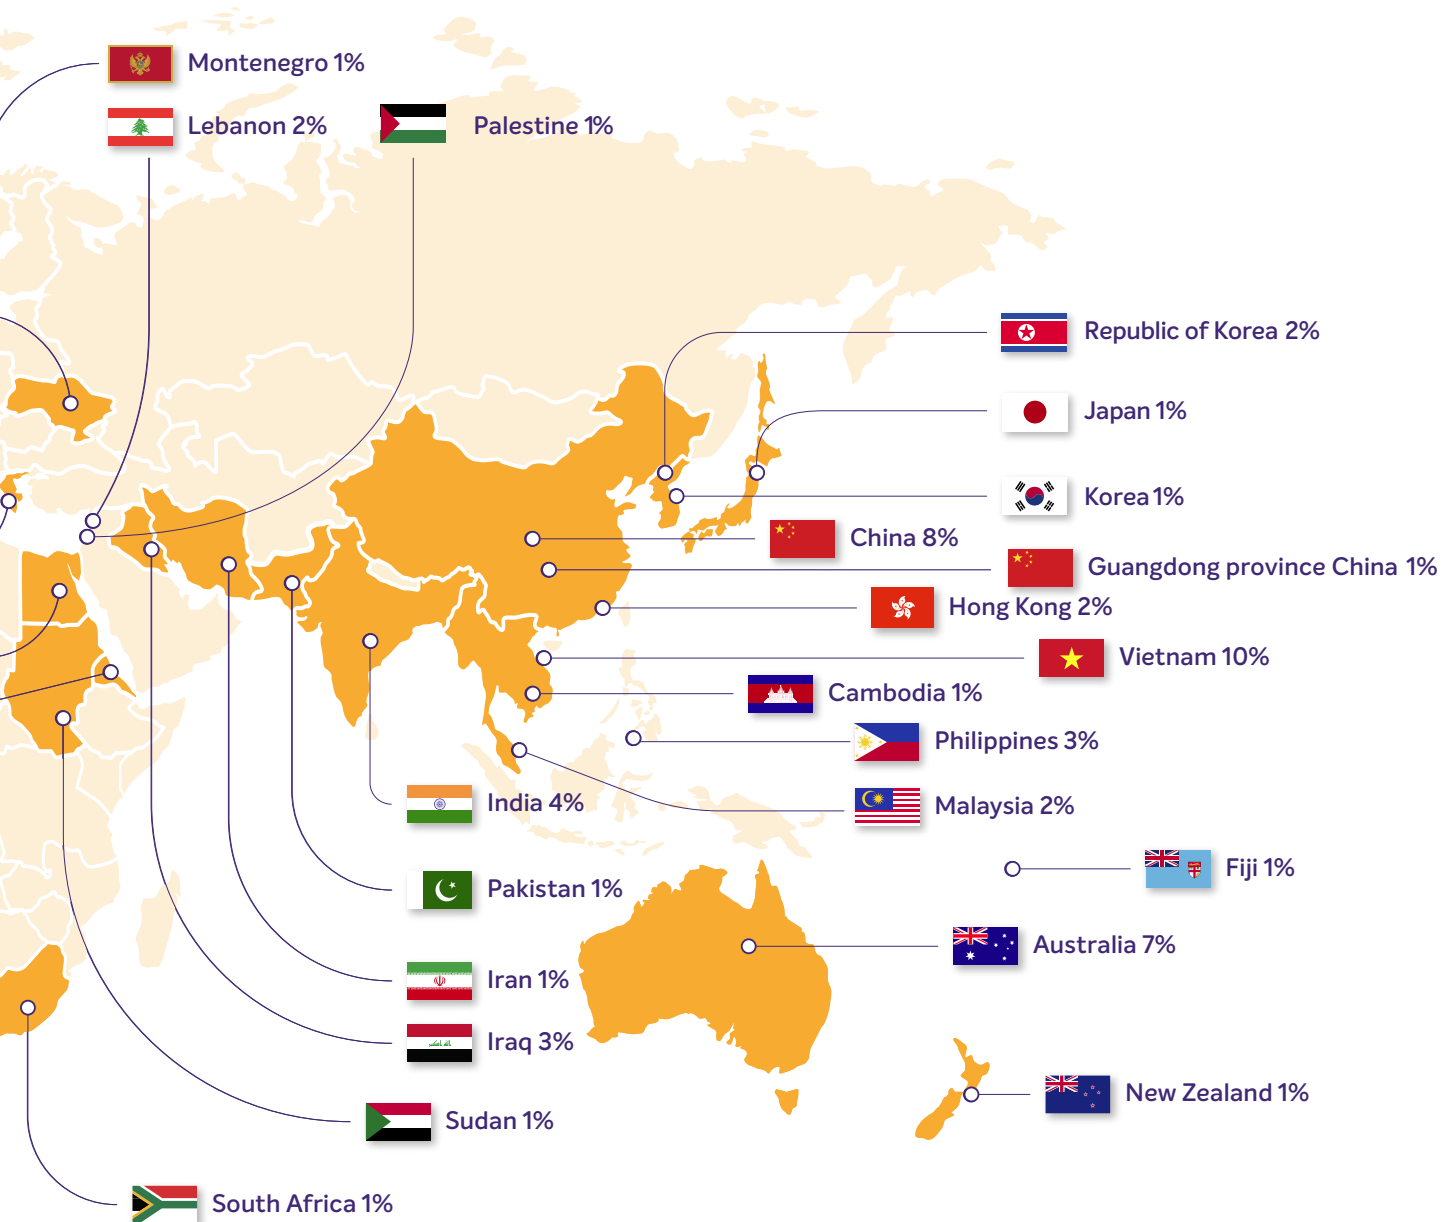 Montenegro 1%
Lebanon 2%
Palestine 1%
Republic of Korea 2%
Japan 1%
Korea 1%
China 8%
Guangdong province China 1%
Hong Kong 2%
Vietnam 10%
Cambodia 1%
Philippines 3%
India 4%
Malaysia 2%
Fiji 1%
Pakistan 1%
Australia 7%
Iran 1%
Iraq 3%
New Zealand 1%
Sudan 1%
South Africa 1%